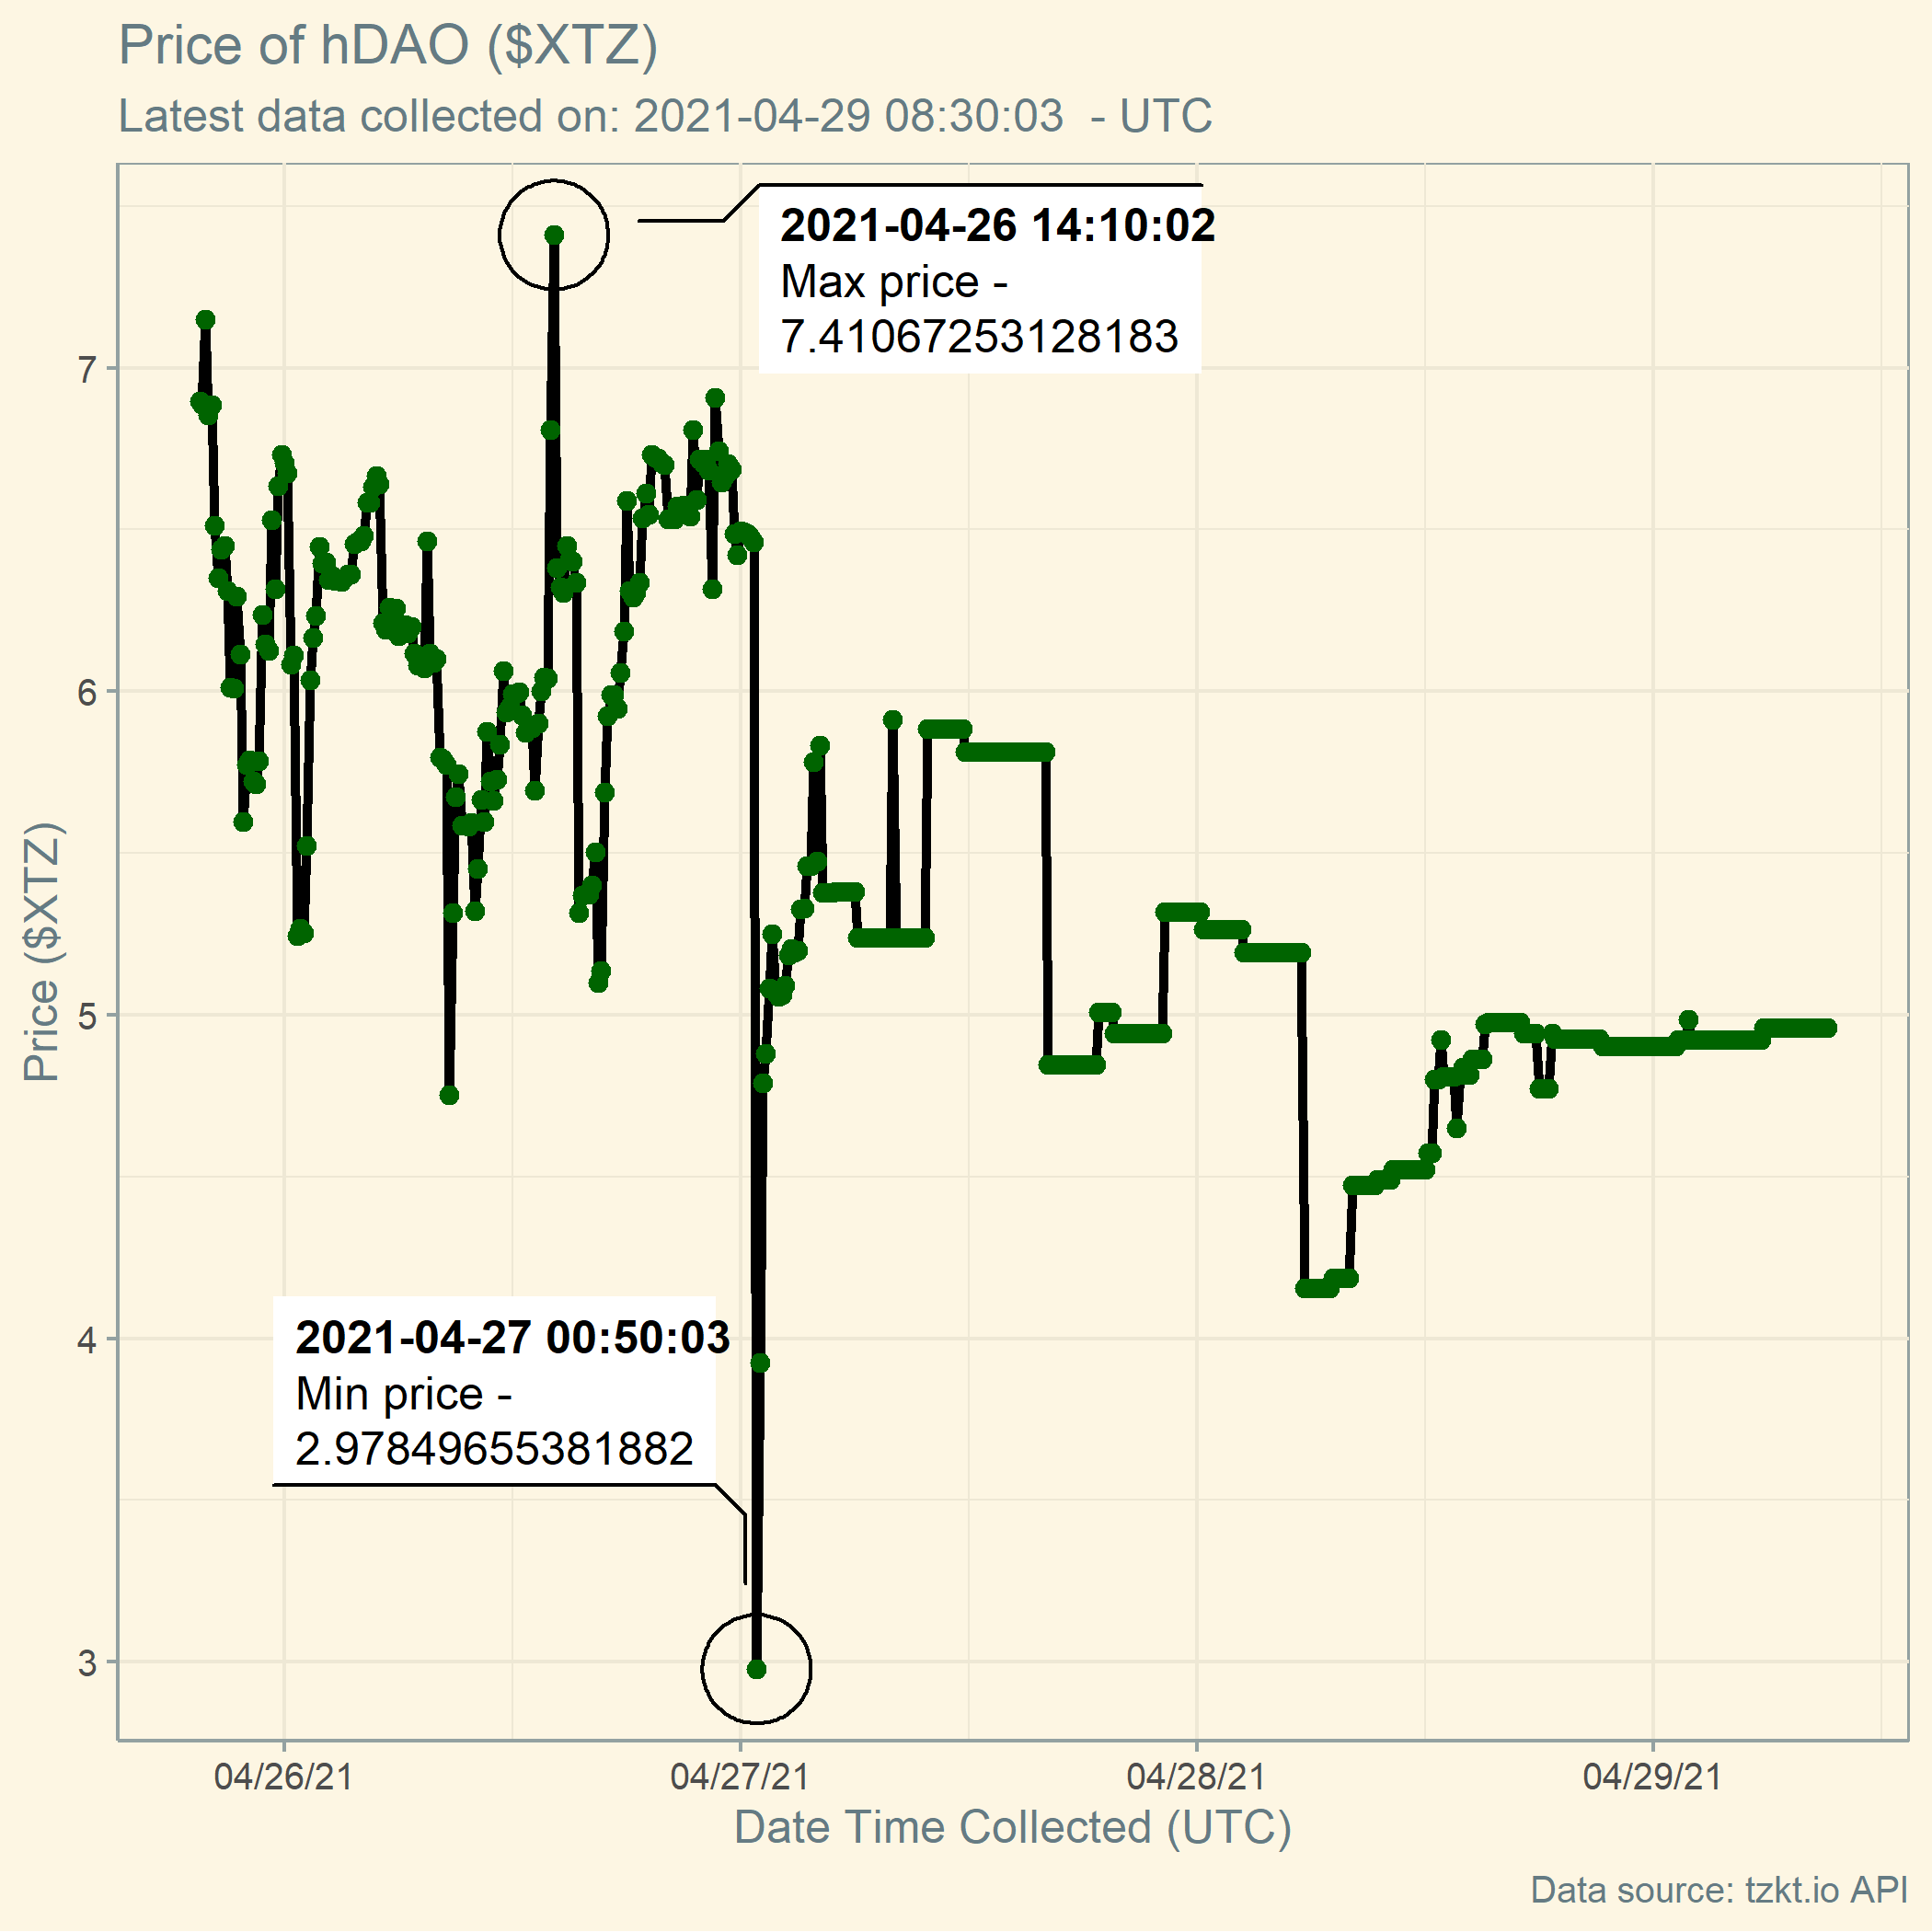 Price of hDAO ($XTZ)
Latest data collected on: 2021-04-29 08:30:03  - UTC
2021-04-26 14:10:02
Max price -
7.41067253128183
7
6
5
4
3
Price ($XTZ)
2021-04-27 00:50:03
Min price -
2.97849655381882
04/26/21
04/27/21
04/28/21
04/29/21
Date Time Collected (UTC)
Data source: tzkt.io API